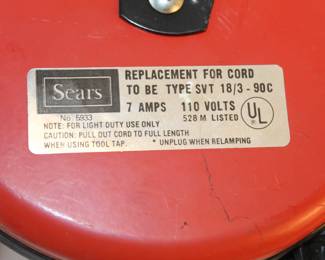 Sears
REPLACEMENT FOR CORD
TO BE TYPE SVT 18/3 - 90C
7 AMPS 110 VOLTS
No. 5933
528 M LISTED
UL
NOTE: FOR LIGHT DUTY USE ONLY
CAUTION: PULL OUT CORD TO FULL LENGTH
WHEN USING TOOL TAP. * UNPLUG WHEN RELAMPING